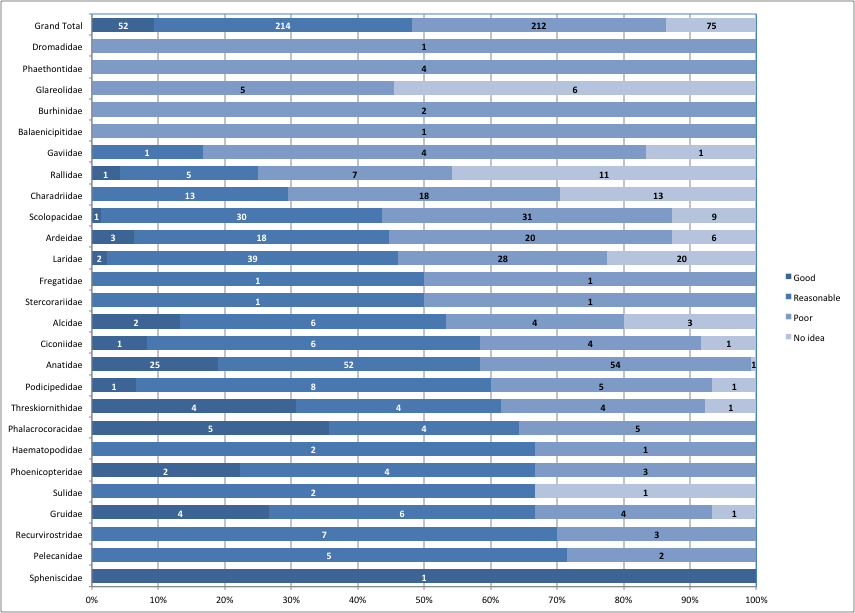 Grand Total 52 214 212 75
Dromadidae 1
Phaethontidae 4
Glareolidae 5 6
Burhinidae 2
Balaenicipitidae 1
Gaviidae 1 4 1
Rallidae 1 5 7 11
Charadriidae 13 18 13
Scolopacidae 1 30 31 9
Ardeidae 3 18 20 6
Laridae 2 39 28 20
Fregatidae 1 1
Stercorariidae 1 1
Alcidae 2 6 4 3
Ciconiidae 1 6 4 1
Anatidae 25 52 54 1
Podicipedidae 1 8 5 1
Threskiornithidae 4 4 4 1
Phalacrocoracidae 5 4 5
Haematopodidae 2 1
Phoenicopteridae 2 4 3
Sulidae 2 1
Gruidae 4 6 4 1
Recurvirostridae 7 3
Pelecanidae 5 2
Spheniscidae 1
0% 10% 20% 30% 40% 50% 60% 70% 80% 90% 100%
Good
Reasonable
Poor
No idea